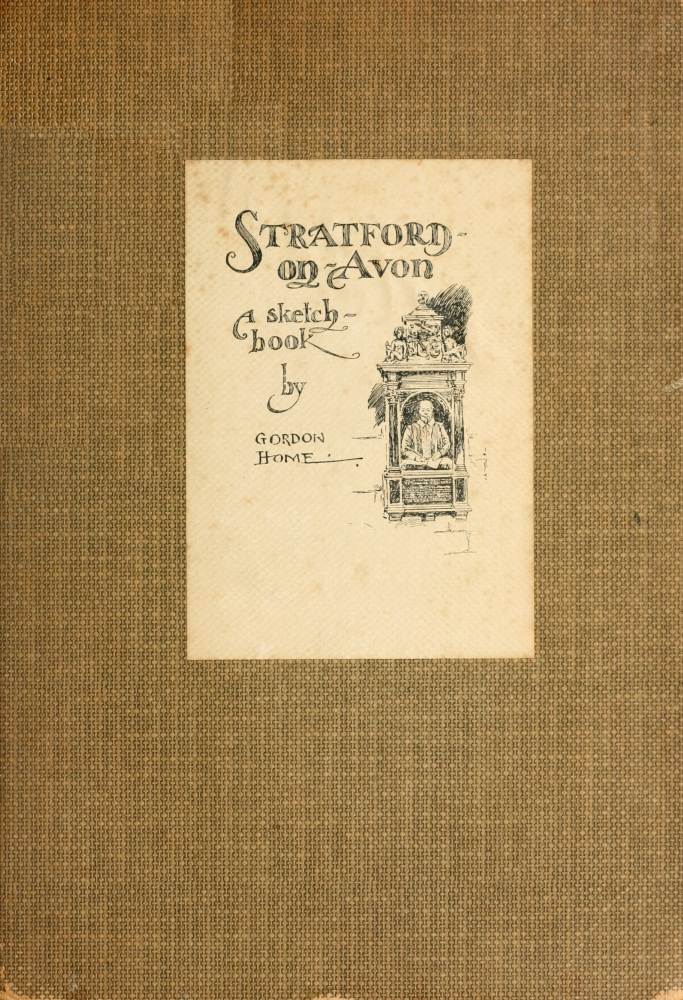 STRATFORD-
on-Avon
A sketch-
book
by
GORDON
HOME